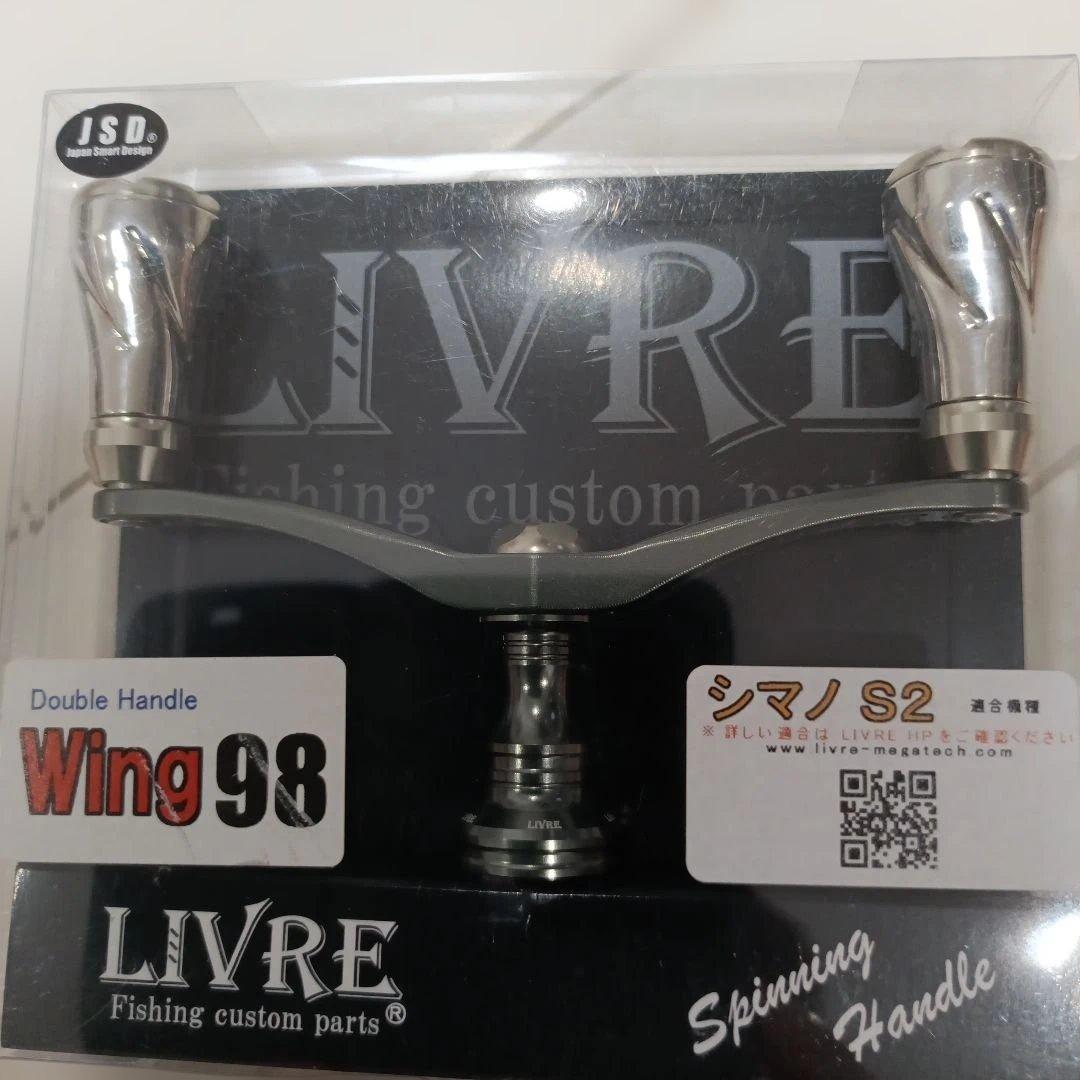 JSD®
Japan Smart Design
LIVRE
Fishing custom parts
Double Handle
Wing 98
シマノ S2 適合機種
※ 詳しい適合は LIVRE HPをご確認ください
www.livre-megatech.com
LIVRE
LIVRE
Fishing custom parts®
Spinning
Handle